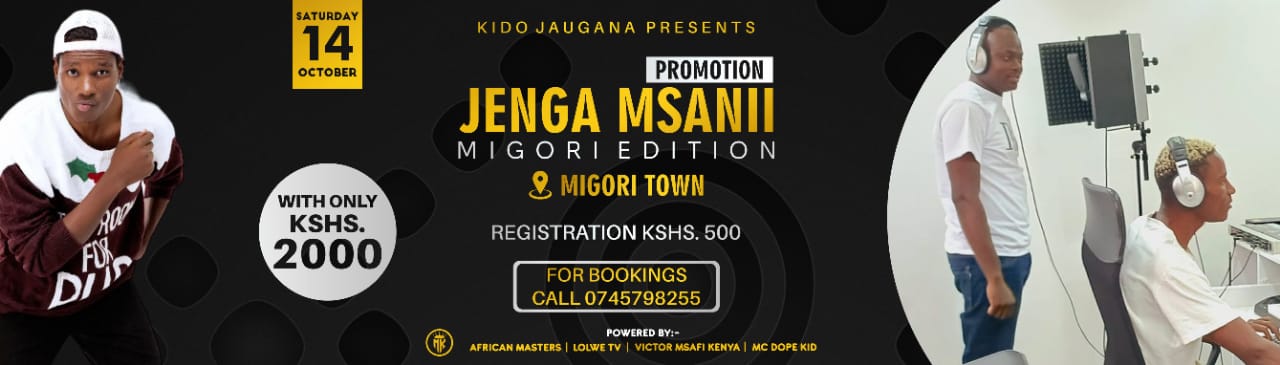 SATURDAY
14
OCTOBER
KIDO JAUGANA PRESENTS
PROMOTION
JENGA MSANII
MIGORI EDITION
MIGORI TOWN
WITH ONLY
KSHS.
2000
REGISTRATION KSHS. 500
FOR BOOKINGS
CALL 0745798255
POWERED BY:-
AFRICAN MASTERS | LOLWE TV | VICTOR MSAFI KENYA | MC DOPE KID
FOR